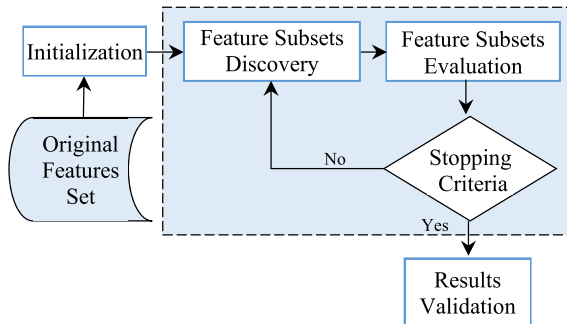 Initialization
Feature Subsets
Discovery
Feature Subsets
Evaluation
Original
Features
Set
No
Stopping
Criteria
Yes
Results
Validation